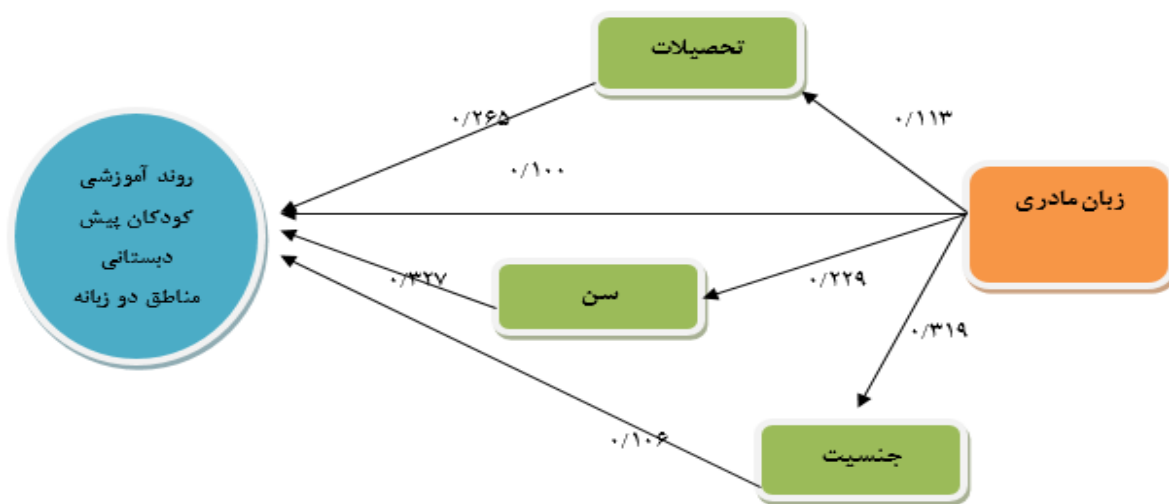 تحصیلات
۰/۲۶۵
۰/۱۱۳
۰/۱۰۰
زبان مادری
روند آموزشی
کودکان پیش
دبستانی
مناطق دو زبانه
۰/۳۲۷
سن
۰/۲۲۹
۰/۳۱۹
۰/۱۰۶
جنسیت